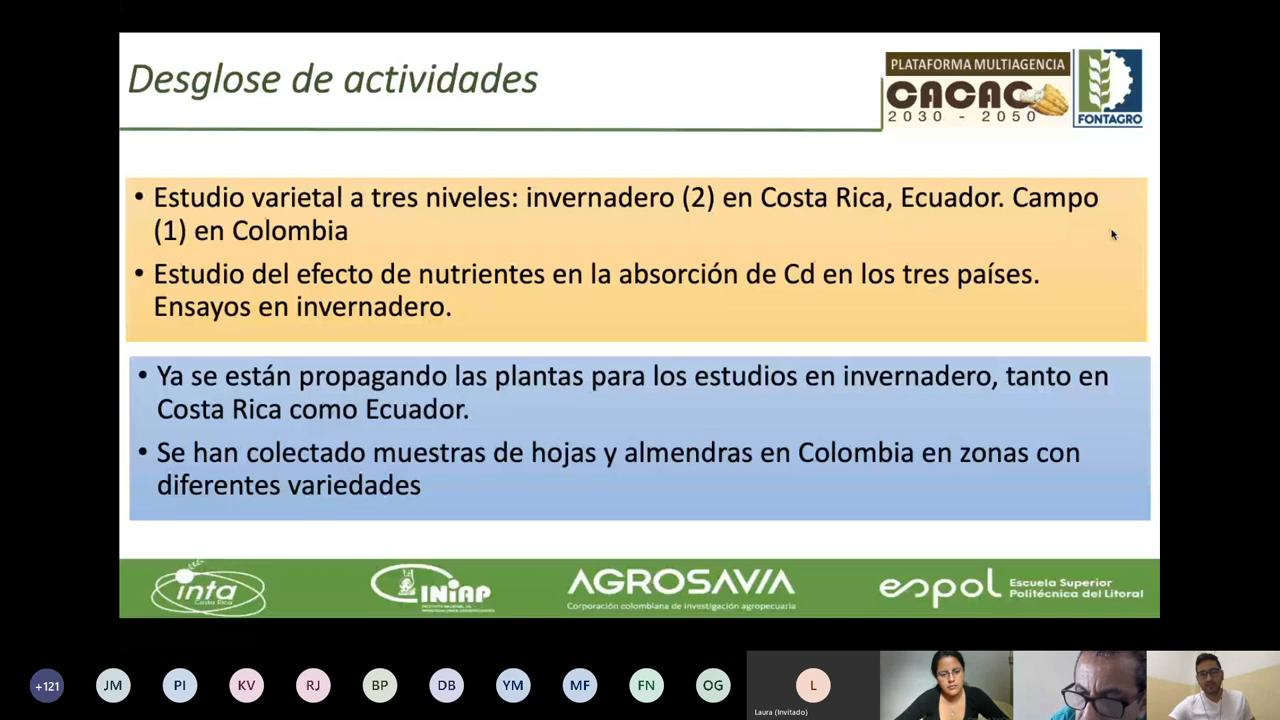 Desglose de actividades
PLATAFORMA MULTIAGENCIA
CACAO
2030 - 2050
FONTAGRO
• Estudio varietal a tres niveles: invernadero (2) en Costa Rica, Ecuador. Campo
(1) en Colombia
• Estudio del efecto de nutrientes en la absorción de Cd en los tres países.
Ensayos en invernadero.
• Ya se están propagando las plantas para los estudios en invernadero, tanto en
Costa Rica como Ecuador.
• Se han colectado muestras de hojas y almendras en Colombia en zonas con
diferentes variedades
inta
Costa Rica
INIAP
AGROSAVIA
Corporación colombiana de investigación agropecuaria
espol
Escuela Superior
Politécnica del Litoral
+121
JM
PI
KV
RJ
BP
DB
YM
MF
FN
OG
L
Laura (Invitado)